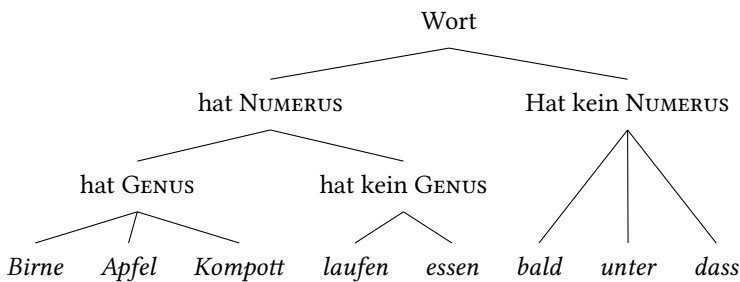 Wort
hat Numerus Hat kein Numerus
hat Genus hat kein Genus
Birne Apfel Kompott laufen essen bald unter dass